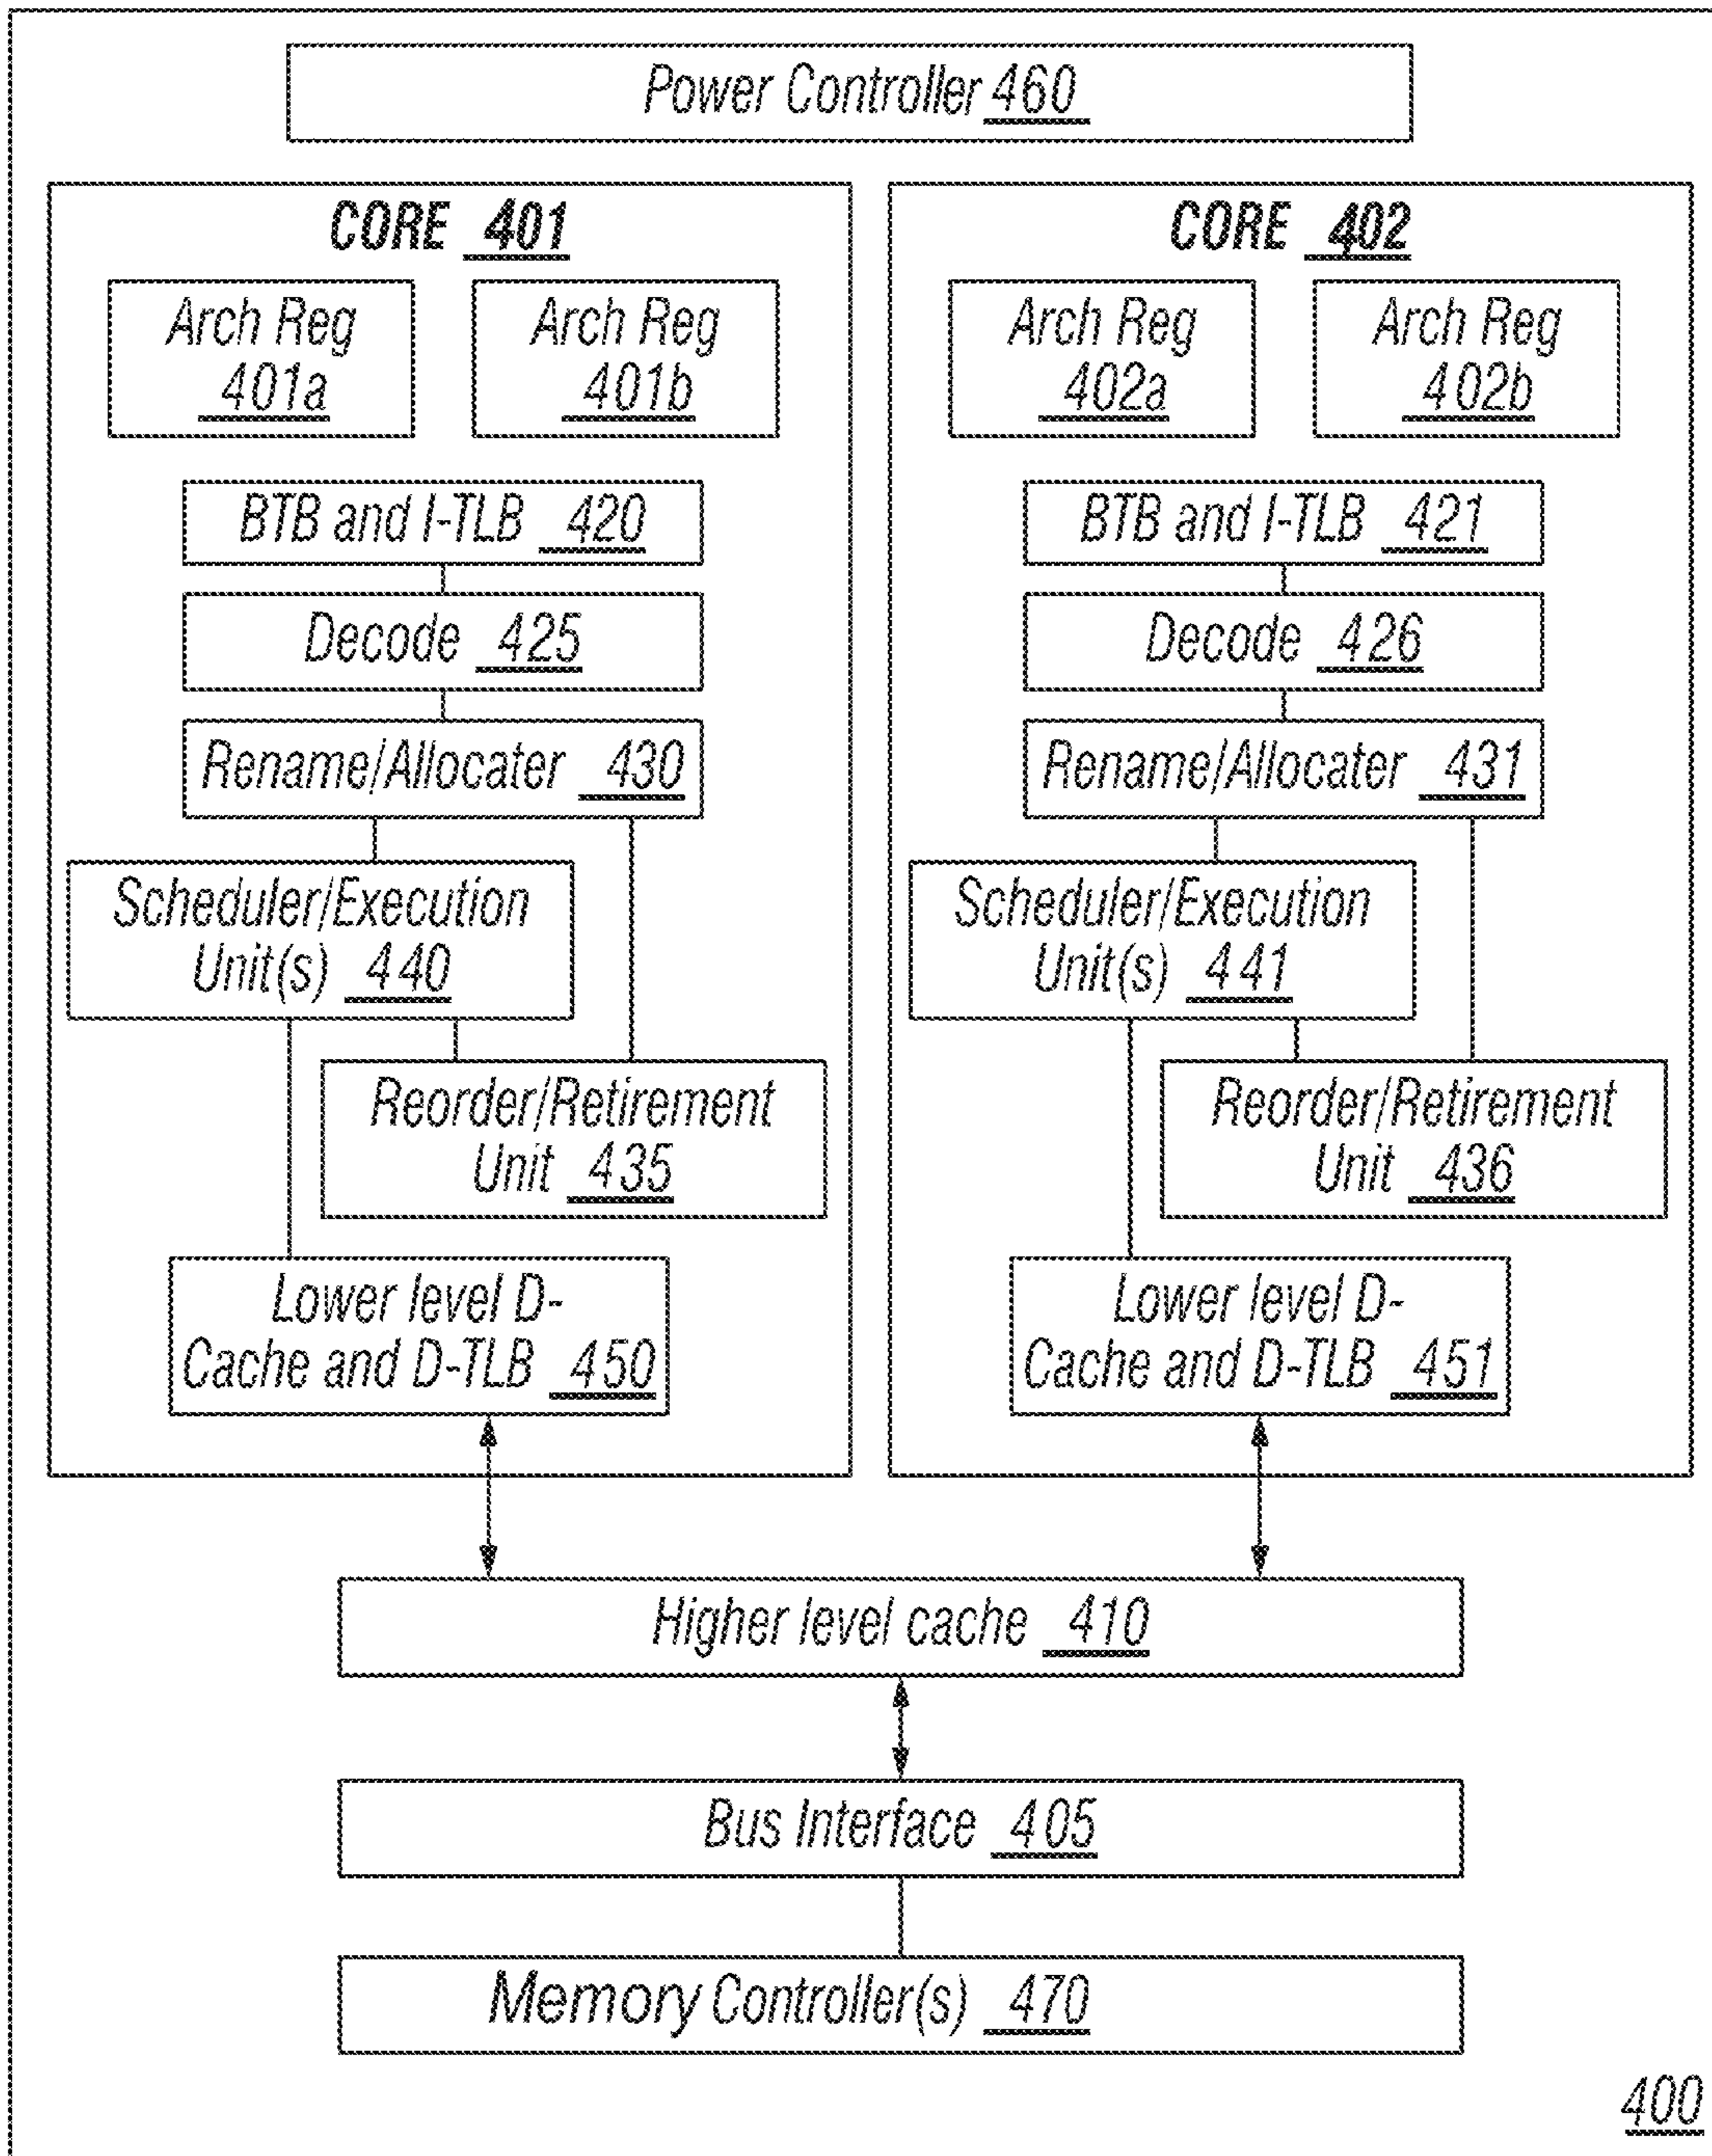 Power Controller 460
CORE 401
Arch Reg
401a
Arch Reg
401b
BTB and I-TLB 420
Decode 425
Rename/Allocater 430
Scheduler/Execution
Unit(s) 440
Reorder/Retirement
Unit 435
Lower level D-
Cache and D-TLB 450
CORE 402
Arch Reg
402a
Arch Reg
402b
BTB and I-TLB 421
Decode 426
Rename/Allocater 431
Scheduler/Execution
Unit(s) 441
Reorder/Retirement
Unit 436
Lower level D-
Cache and D-TLB 451
Higher level cache 410
Bus Interface 405
Memory Controller(s) 470
400